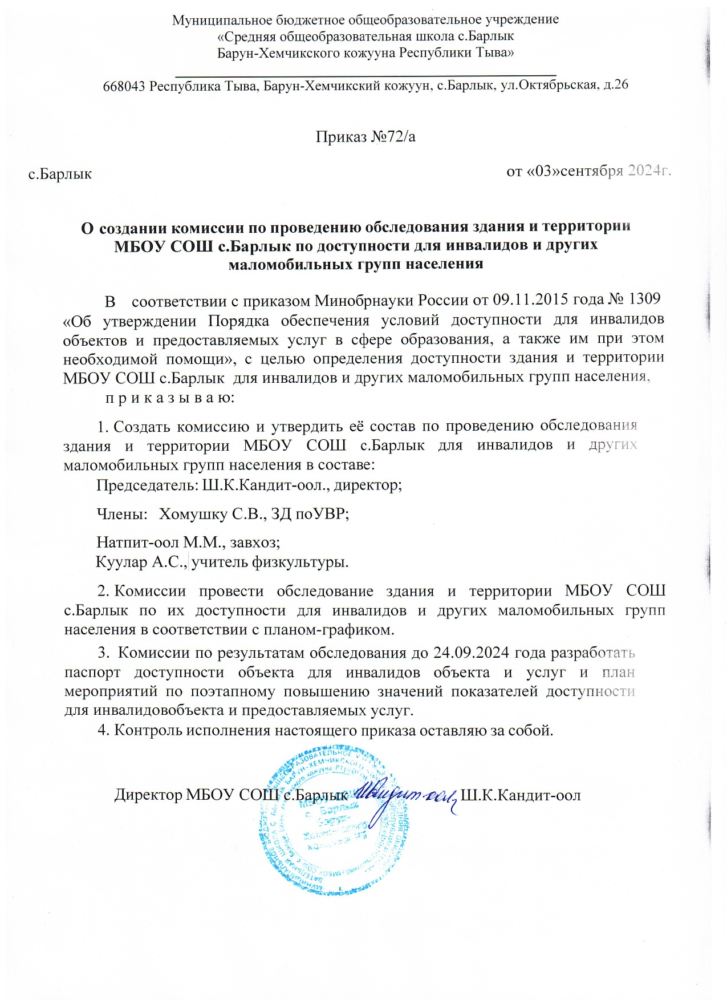 Муниципальное бюджетное общеобразовательное учреждение
«Средняя общеобразовательная школа с.Барлык
Барун-Хемчикского кожууна Республики Тыва»
668043 Республика Тыва, Барун-Хемчикский кожуун, с.Барлык, ул.Октябрьская, д.26
Приказ №72/а
с.Барлык от «03»сентября 2024г.
О создании комиссии по проведению обследования здания и территории
МБОУ СОШ с.Барлык по доступности для инвалидов и других
маломобильных групп населения
В соответствии с приказом Минобрнауки России от 09.11.2015 года № 1309
«Об утверждении Порядка обеспечения условий доступности для инвалидов
объектов и предоставляемых услуг в сфере образования, а также им при этом
необходимой помощи», с целью определения доступности здания и территории
МБОУ СОШ с.Барлык для инвалидов и других маломобильных групп населения,
п р и к а з ы в а ю:
1. Создать комиссию и утвердить её состав по проведению обследования
здания и территории МБОУ СОШ с.Барлык для инвалидов и других
маломобильных групп населения в составе:
Председатель: Ш.К.Кандит-оол., директор;
Члены: Хомушку С.В., ЗД поУВР;
Натпит-оол М.М., завхоз;
Куулар А.С., учитель физкультуры.
2. Комиссии провести обследование здания и территории МБОУ СОШ
с.Барлык по их доступности для инвалидов и других маломобильных групп
населения в соответствии с планом-графиком.
3. Комиссии по результатам обследования до 24.09.2024 года разработать
паспорт доступности объекта для инвалидов объекта и услуг и план
мероприятий по поэтапному повышению значений показателей доступности
для инвалидовобъекта и предоставляемых услуг.
4. Контроль исполнения настоящего приказа оставляю за собой.
Директор МБОУ СОШ с.Барлык Ш.К.Кандит-оол
МБОУ СОШ
с. Барлык